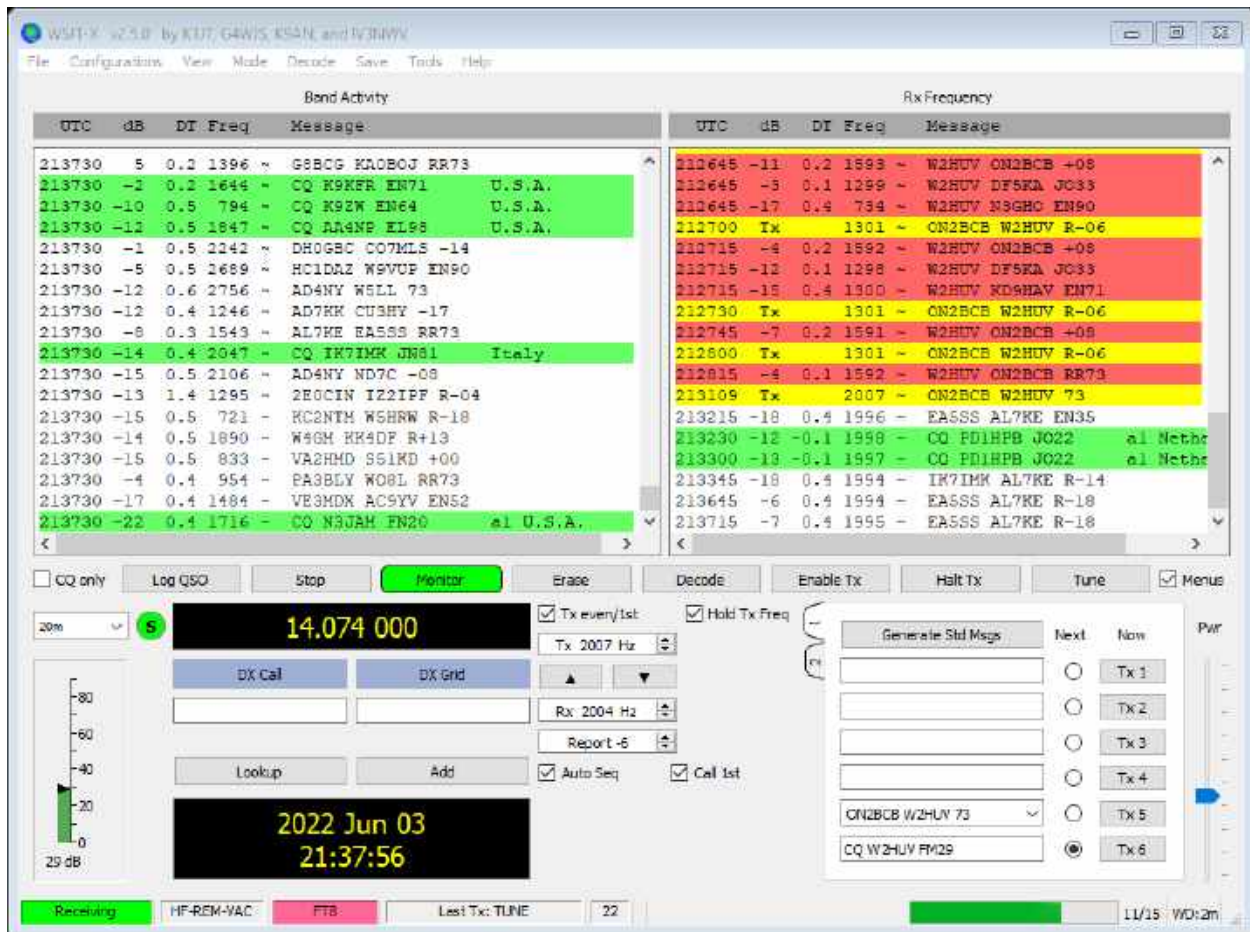 WSJT-X v2.5.0 by K1JT, G4WJS, K9AN, and IV3NWV
File Configurations View Mode Decode Save Tools Help
Band Activity
UTC dB DT Freq Message
213730 5 0.2 1396 ~ G8BCG KA0BOJ RR73
213730 -2 0.2 1644 ~ CQ K9KFR EN71 U.S.A.
213730 -10 0.5 794 ~ CQ K9ZW EN64 U.S.A.
213730 -12 0.5 1847 ~ CQ AA4NP EL98 U.S.A.
213730 -1 0.5 2242 ~ DH0GBC CO7MLS -14
213730 -5 0.5 2689 ~ HC1DAZ W9VUP EN90
213730 -12 0.6 2756 ~ AD4NY W5LL 73
213730 -12 0.4 1246 ~ AD7KK CU3HY -17
213730 -8 0.3 1543 ~ AL7KE EA5SS RR73
213730 -14 0.4 2047 ~ CQ IK7IMK JN81 Italy
213730 -15 0.5 2106 ~ AD4NY ND7C -08
213730 -13 1.4 1295 ~ 2E0CIN IZ2IPF R-04
213730 -15 0.5 721 ~ KC2NTM W5HRW R-18
213730 -14 0.5 1890 ~ W4GM KK4DF R+13
213730 -15 0.5 833 ~ VA2HMD S51KD +00
213730 -4 0.4 954 ~ PA3BLY WO8L RR73
213730 -17 0.4 1484 ~ VE3MDX AC9YV EN52
213730 -22 0.4 1716 ~ CQ N3JAM FN20 a1 U.S.A.
Rx Frequency
UTC dB DT Freq Message
212645 -11 0.2 1593 ~ W2HUV ON2BCB +08
212645 -3 0.1 1299 ~ W2HUV DF5KA JO33
212645 -17 0.4 734 ~ W2HUV N3GHO EN90
212700 Tx 1301 ~ ON2BCB W2HUV R-06
212715 -4 0.2 1592 ~ W2HUV ON2BCB +08
212715 -12 0.1 1298 ~ W2HUV DF5KA JO33
212715 -15 0.4 1300 ~ W2HUV KD9HAV EN71
212730 Tx 1301 ~ ON2BCB W2HUV R-06
212745 -7 0.2 1591 ~ W2HUV ON2BCB +08
212800 Tx 1301 ~ ON2BCB W2HUV R-06
212815 -4 0.1 1592 ~ W2HUV ON2BCB RR73
213109 Tx 2007 ~ ON2BCB W2HUV 73
213215 -18 0.4 1996 ~ EA5SS AL7KE EN35
213230 -12 -0.1 1998 ~ CQ PD1HPB JO22 a1 Nethe
213300 -13 -0.1 1997 ~ CQ PD1HPB JO22 a1 Nethe
213345 -18 0.4 1994 ~ IK7IMK AL7KE R-14
213645 -6 0.4 1994 ~ EA5SS AL7KE R-18
213715 -7 0.4 1995 ~ EA5SS AL7KE R-18
CQ only Log QSO Stop Monitor Erase Decode Enable Tx Halt Tx Tune Menus
20m S 14.074 000 Tx even/1st Hold Tx Freq
Tx 2007 Hz
DX Call DX Grid
Rx 2004 Hz
Report -6
Lookup Add Auto Seq Call 1st
2022 Jun 03
21:37:56
80
60
40
20
0
29 dB
1
2
Generate Std Msgs Next Now Pwr
Tx 1
Tx 2
Tx 3
Tx 4
ON2BCB W2HUV 73 Tx 5
CQ W2HUV FM29 Tx 6
Receiving HF-REM-VAC FT8 Last Tx: TUNE 22 11/15 WD:2m